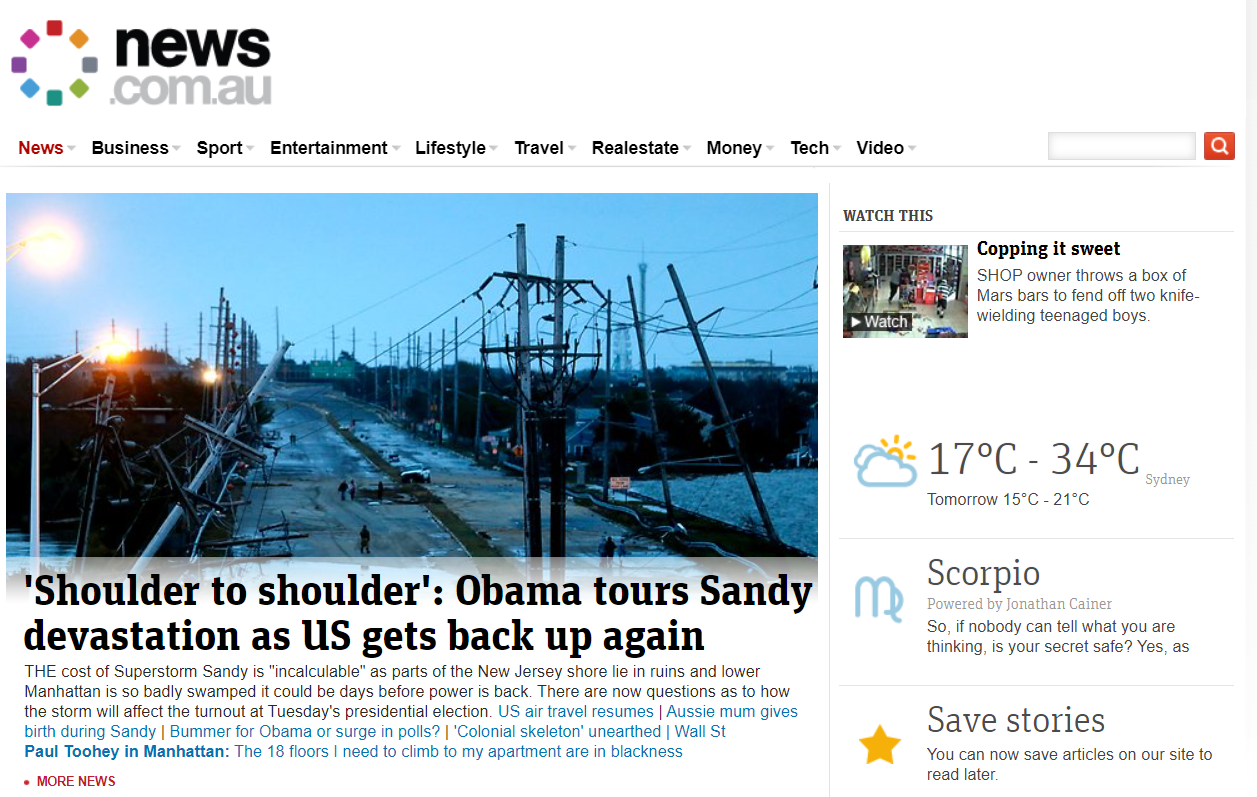 news
.com.au
News Business Sport Entertainment Lifestyle Travel Realestate Money Tech Video
'Shoulder to shoulder': Obama tours Sandy
devastation as US gets back up again
THE cost of Superstorm Sandy is "incalculable" as parts of the New Jersey shore lie in ruins and lower
Manhattan is so badly swamped it could be days before power is back. There are now questions as to how
the storm will affect the turnout at Tuesday's presidential election. US air travel resumes | Aussie mum gives
birth during Sandy | Bummer for Obama or surge in polls? | 'Colonial skeleton' unearthed | Wall St
Paul Toohey in Manhattan: The 18 floors I need to climb to my apartment are in blackness
• MORE NEWS
WATCH THIS
Copping it sweet
SHOP owner throws a box of
Mars bars to fend off two knife-
wielding teenaged boys.
Watch
17°C - 34°C Sydney
Tomorrow 15°C - 21°C
Scorpio
Powered by Jonathan Cainer
So, if nobody can tell what you are
thinking, is your secret safe? Yes, as
Save stories
You can now save articles on our site to
read later.